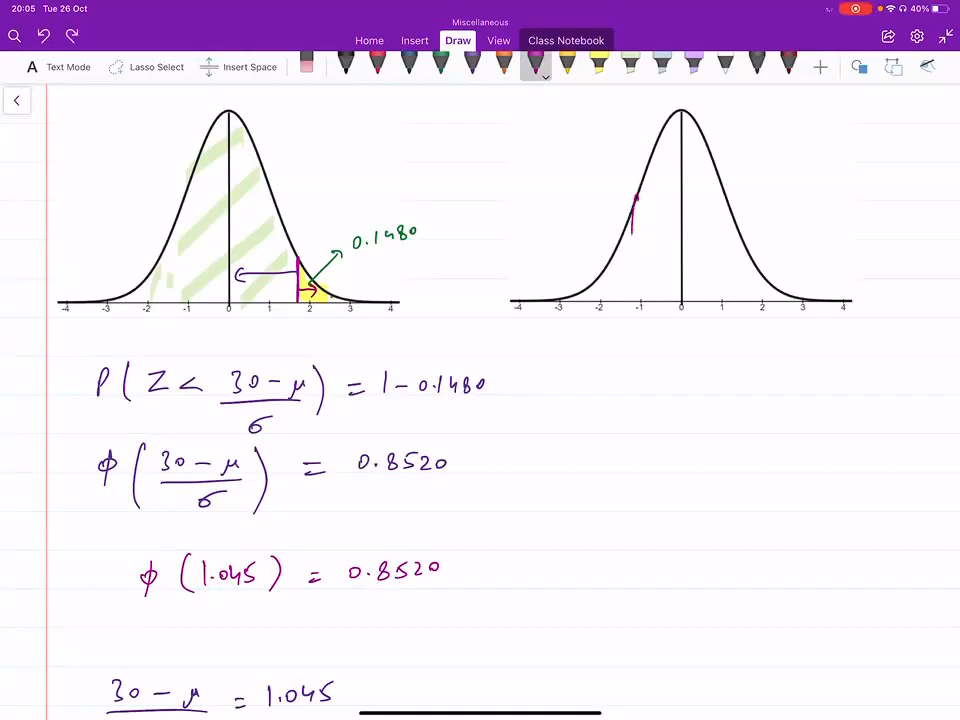 20:05 Tue 26 Oct
40%
Miscellaneous
Home Insert Draw View Class Notebook
A Text Mode Lasso Select Insert Space
0.1480
-4 -3 -2 -1 0 1 2 3 4
-4 -3 -2 -1 0 1 2 3 4
P( Z < (30 - μ)/σ ) = 1 - 0.1480
ϕ( (30 - μ)/σ ) = 0.8520
ϕ (1.045) = 0.8520
30 - μ = 1.045